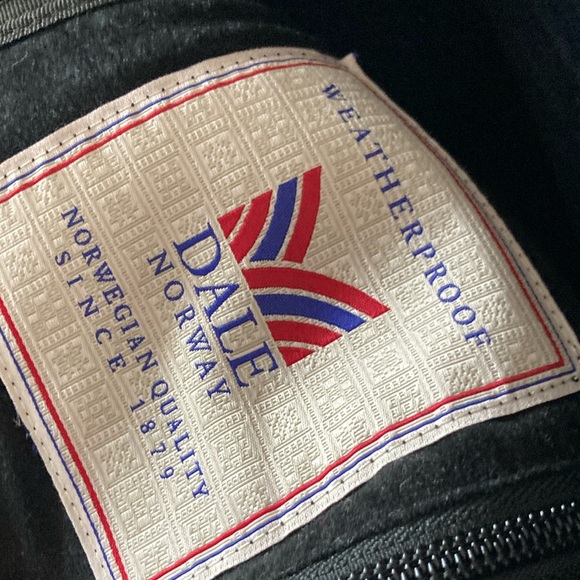 WEATHERPROOF
DALE
NORWAY
NORWEGIAN QUALITY
SINCE 1879